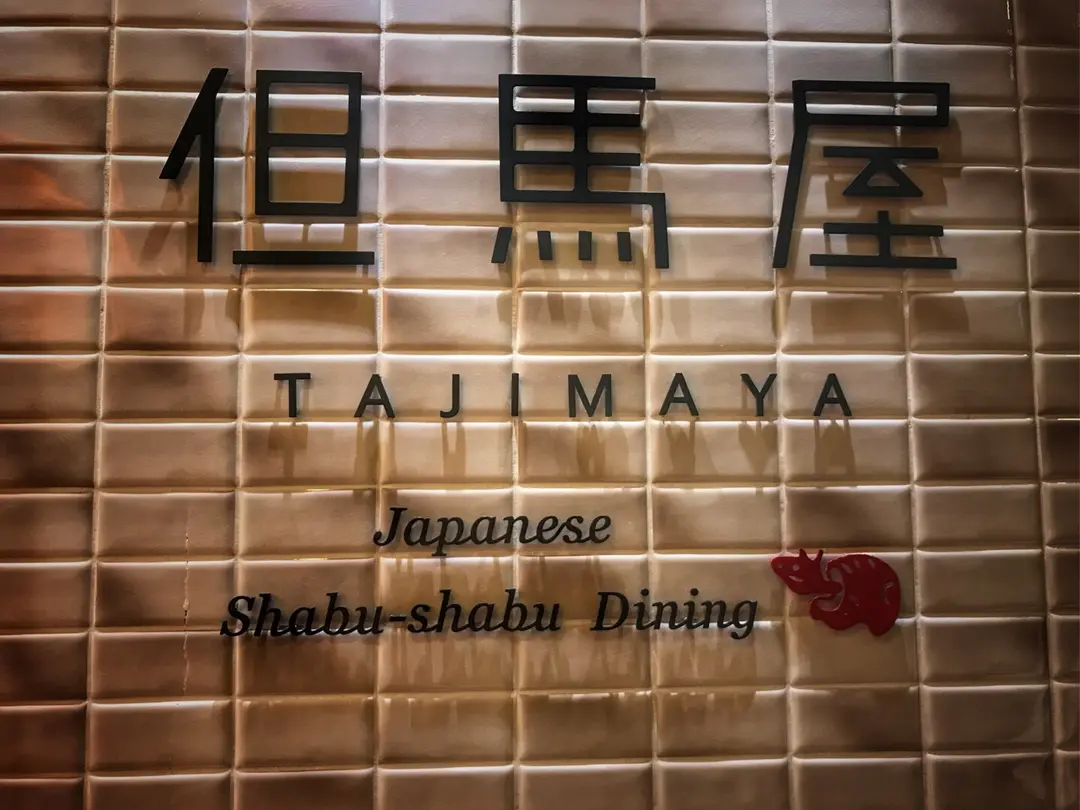 但馬屋
TAJIMAYA
Japanese
Shabu-shabu Dining